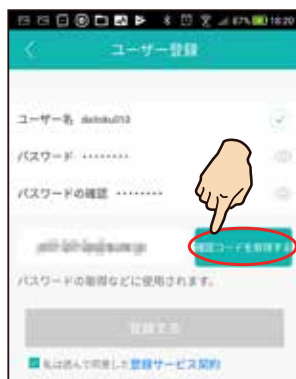 87% 18:20
ユーザー登録
ユーザー名
パスワード ········
パスワードの確認 ········
確認コードを取得する
パスワードの取得などに使用されます。
登録する
私は読んで同意した登録サービス契約